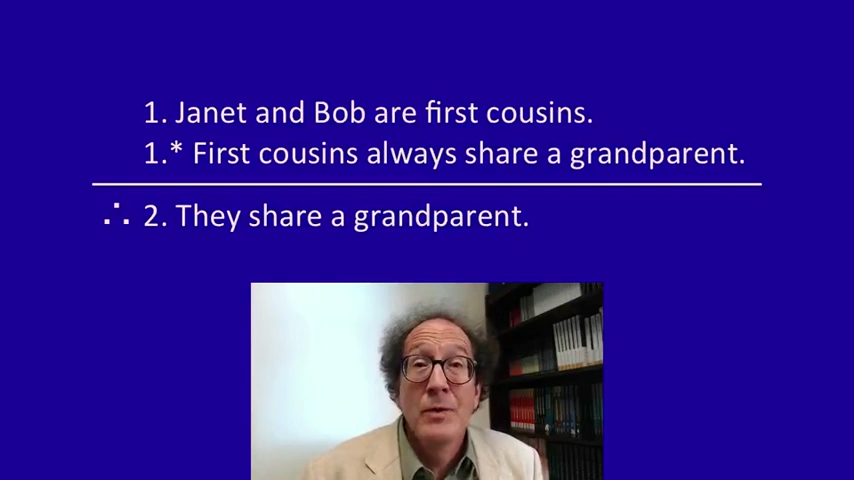 1. Janet and Bob are first cousins.
1.* First cousins always share a grandparent.
∴ 2. They share a grandparent.